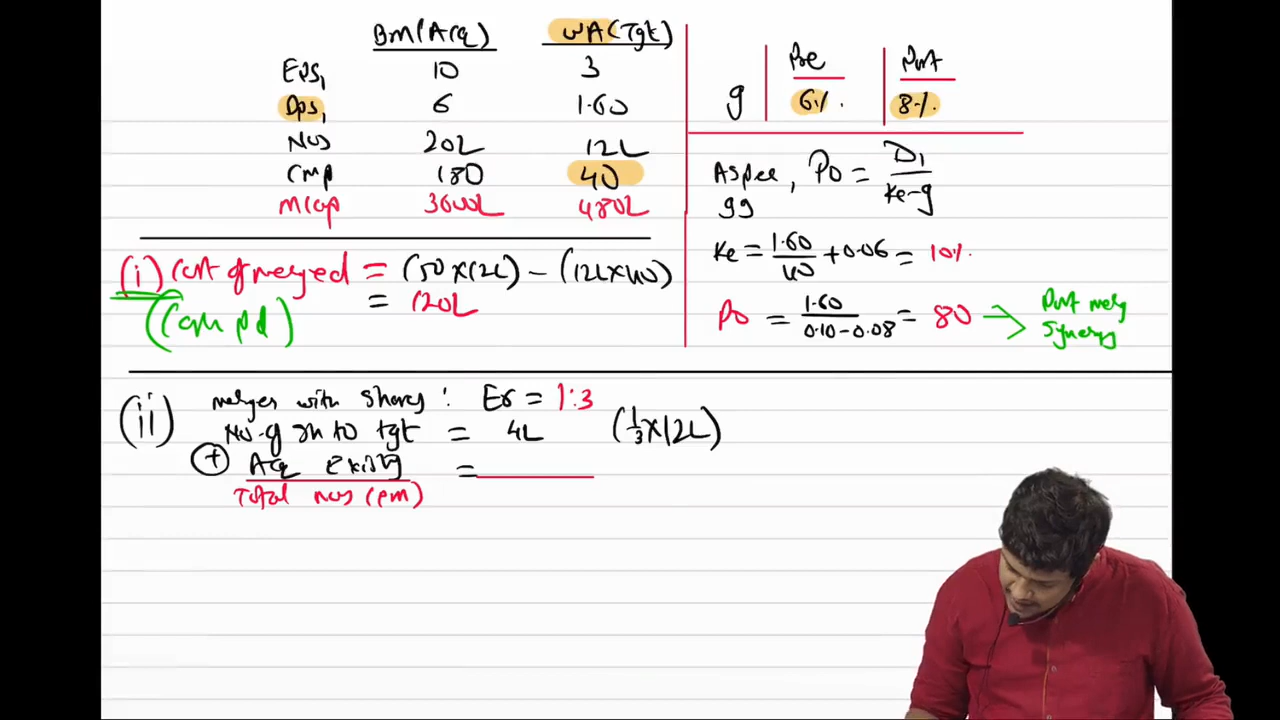 BM(Acq) WA(Tgt)
EPS1 10 3
DPS1 6 1.60
Nos 20L 12L
CMP 180 40
Mcap 3600L 480L
(i) Cost of merged = (50×12L) – (12L×40)
= 120L
(Cash pd)
Pre Post
g 6% 8%
As per gg, P0 = D1 / Ke-g
Ke = 1.60 / 40 + 0.06 = 10%
P0 = 1.60 / 0.10-0.08 = 80 → Post merg
Synergy
(ii) merger with shares : ER = 1:3
No. of sh to tgt = 4L (1/3×12L)
(+) Acq Existg =
Total nos (pm)